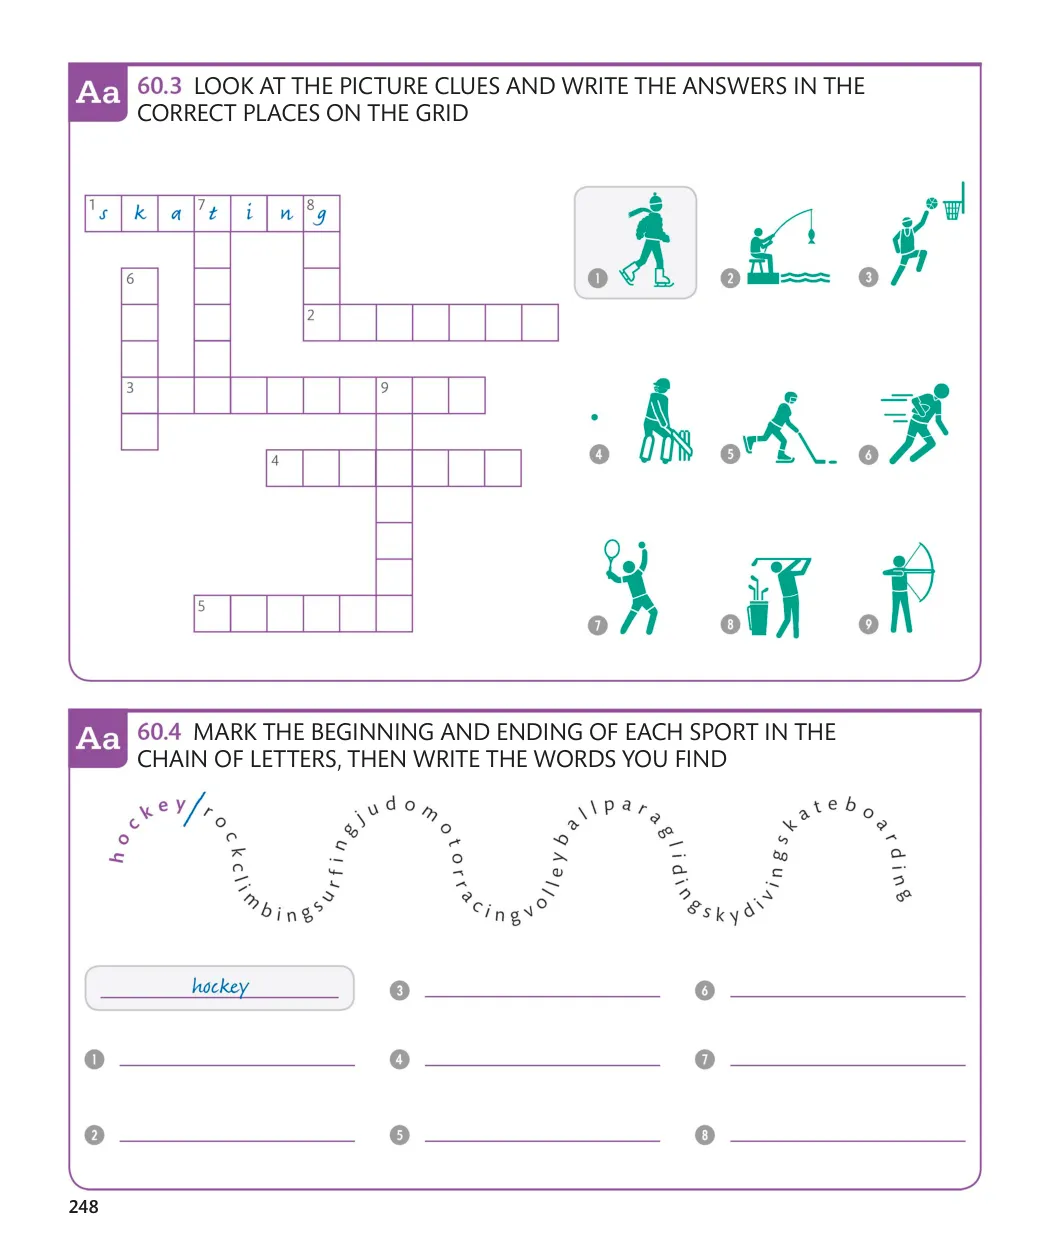 Aa
60.3 LOOK AT THE PICTURE CLUES AND WRITE THE ANSWERS IN THE
CORRECT PLACES ON THE GRID
1 s k a 7 t i n 8 g
6
2
3 9
4
5
1 2 3
4 5 6
7 8 9
Aa
60.4 MARK THE BEGINNING AND ENDING OF EACH SPORT IN THE
CHAIN OF LETTERS, THEN WRITE THE WORDS YOU FIND
hockey/rockclimbingsurfingjudomotorracingvolleyballparaglidingskydivingskateboarding
hockey 3 6
1 4 7
2 5 8
248